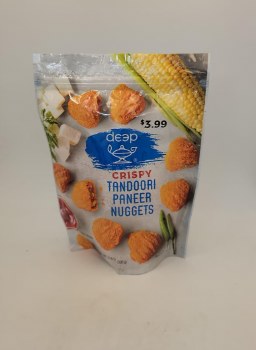 $3.99
deep
CRISPY
TANDOORI
PANEER
NUGGETS